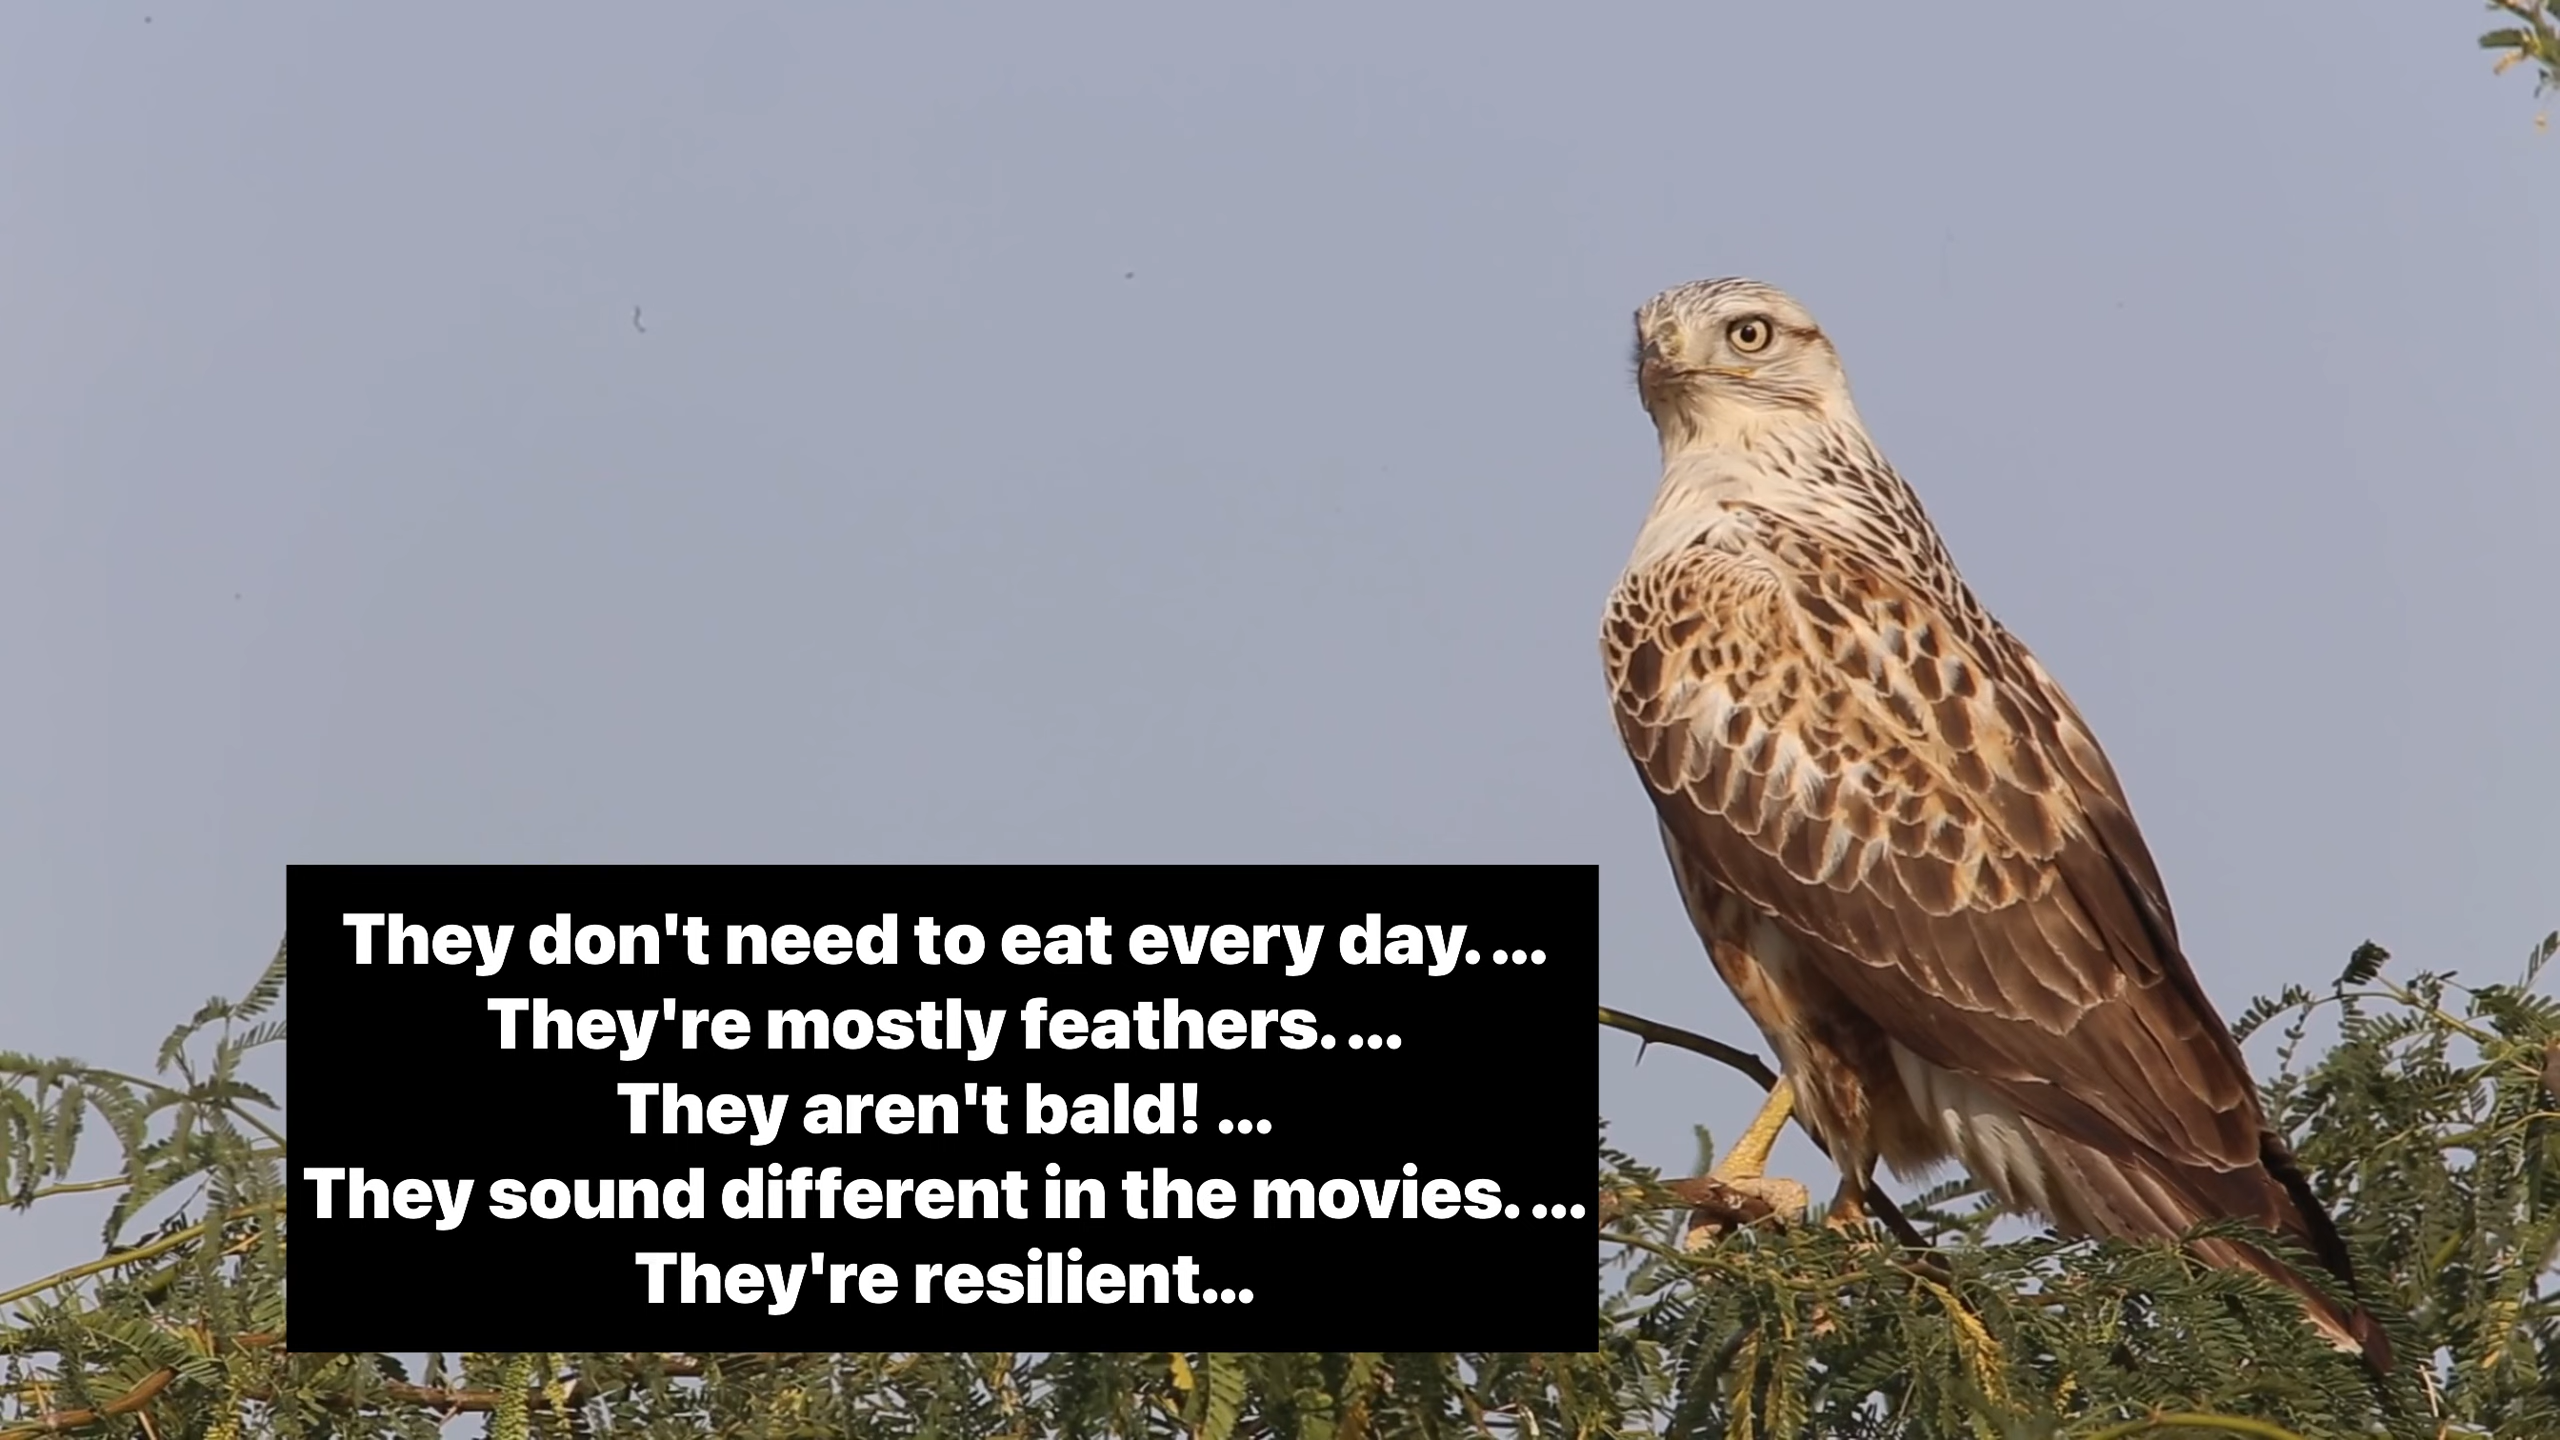 They don't need to eat every day. ...
They're mostly feathers. ...
They aren't bald! ...
They sound different in the movies. ...
They're resilient...